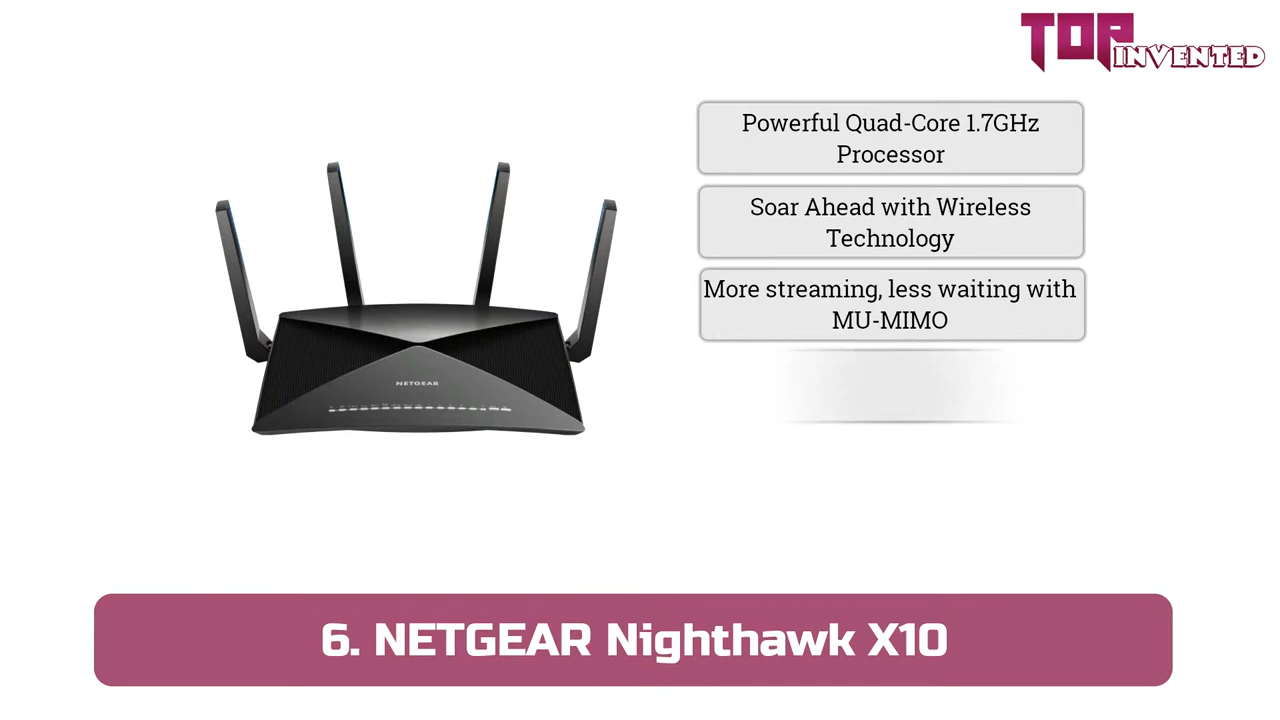 TOP
INVENTED
Powerful Quad-Core 1.7GHz
Processor
Soar Ahead with Wireless
Technology
More streaming, less waiting with
MU-MIMO
NETGEAR
6. NETGEAR Nighthawk X10